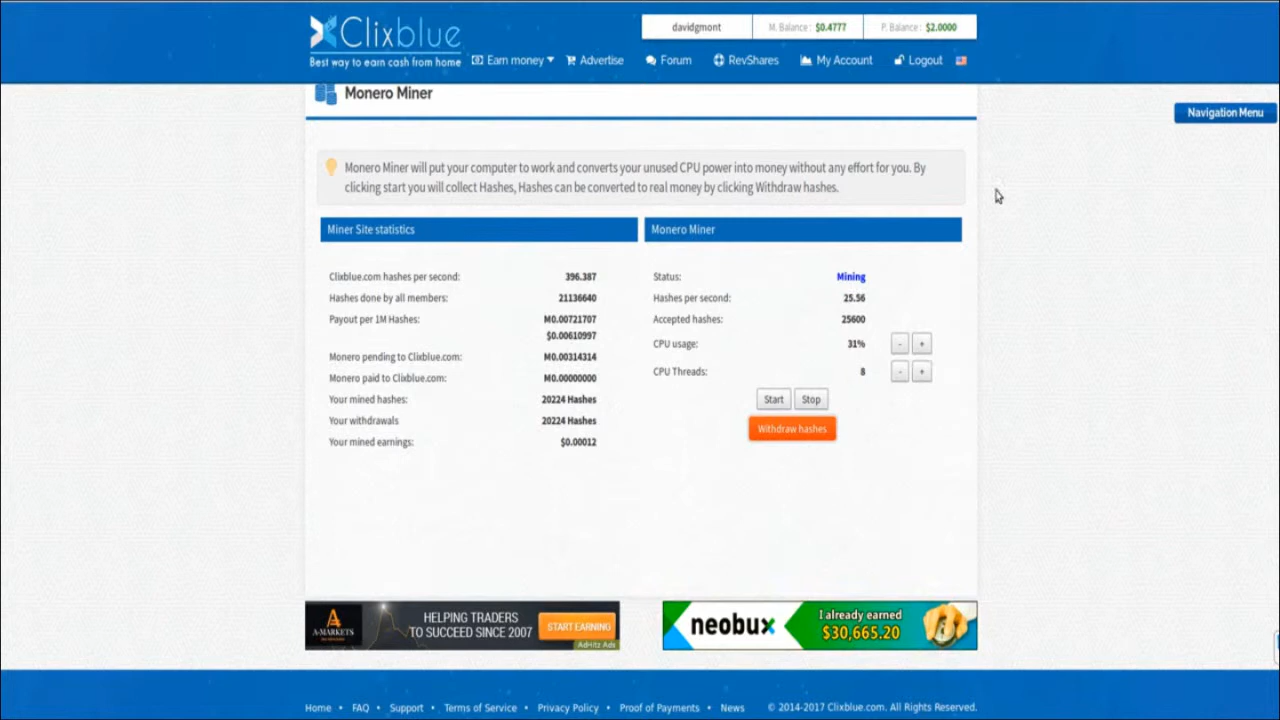 Clixblue
Best way to earn cash from home
davidgmont
M. Balance : $0.4777
P. Balance : $2.0000
Earn money
Advertise
Forum
RevShares
My Account
Logout
Monero Miner
Navigation Menu
Monero Miner will put your computer to work and converts your unused CPU power into money without any effort for you. By
clicking start you will collect Hashes, Hashes can be converted to real money by clicking Withdraw hashes.
Miner Site statistics
Clixblue.com hashes per second: 396.387
Hashes done by all members: 21136640
Payout per 1M Hashes: M0.00721707
$0.00610997
Monero pending to Clixblue.com: M0.00314314
Monero paid to Clixblue.com: M0.00000000
Your mined hashes: 20224 Hashes
Your withdrawals 20224 Hashes
Your mined earnings: $0.00012
Monero Miner
Status: Mining
Hashes per second: 25.56
Accepted hashes: 25600
CPU usage: 31% - +
CPU Threads: 8 - +
Start Stop
Withdraw hashes
A-MARKETS
HELPING TRADERS
TO SUCCEED SINCE 2007
START EARNING
AdHitz Ads
neobux
I already earned
$30,665.20
Home • FAQ • Support • Terms of Service • Privacy Policy • Proof of Payments • News
© 2014-2017 Clixblue.com. All Rights Reserved.